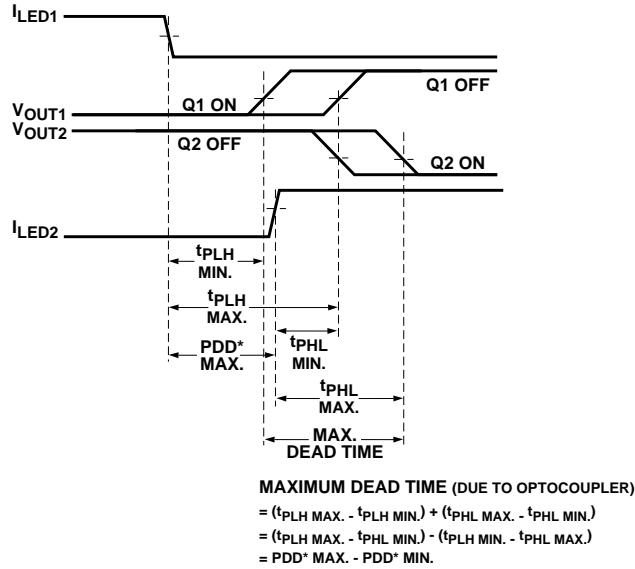 ILED1
Q1 OFF
Q1 ON
VOUT1
VOUT2
Q2 OFF
Q2 ON
ILED2
tPLH
MIN.
tPLH
MAX.
PDD*
MAX.
tPHL
MIN.
tPHL
MAX.
MAX.
DEAD TIME
MAXIMUM DEAD TIME (DUE TO OPTOCOUPLER)
= (tPLH MAX. - tPLH MIN.) + (tPHL MAX. - tPHL MIN.)
= (tPLH MAX. - tPHL MIN.) - (tPLH MIN. - tPHL MAX.)
= PDD* MAX. - PDD* MIN.